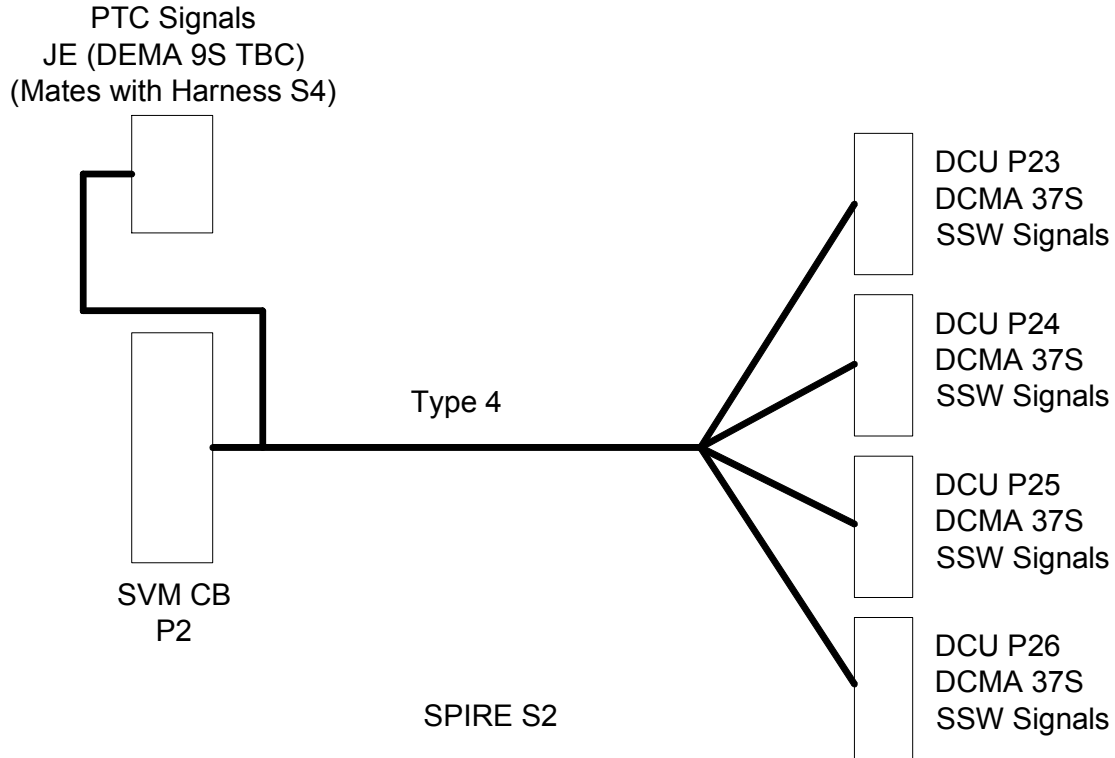 PTC Signals
JE (DEMA 9S TBC)
(Mates with Harness S4)
DCU P23
DCMA 37S
SSW Signals
DCU P24
DCMA 37S
SSW Signals
Type 4
DCU P25
DCMA 37S
SSW Signals
SVM CB
P2
DCU P26
DCMA 37S
SSW Signals
SPIRE S2